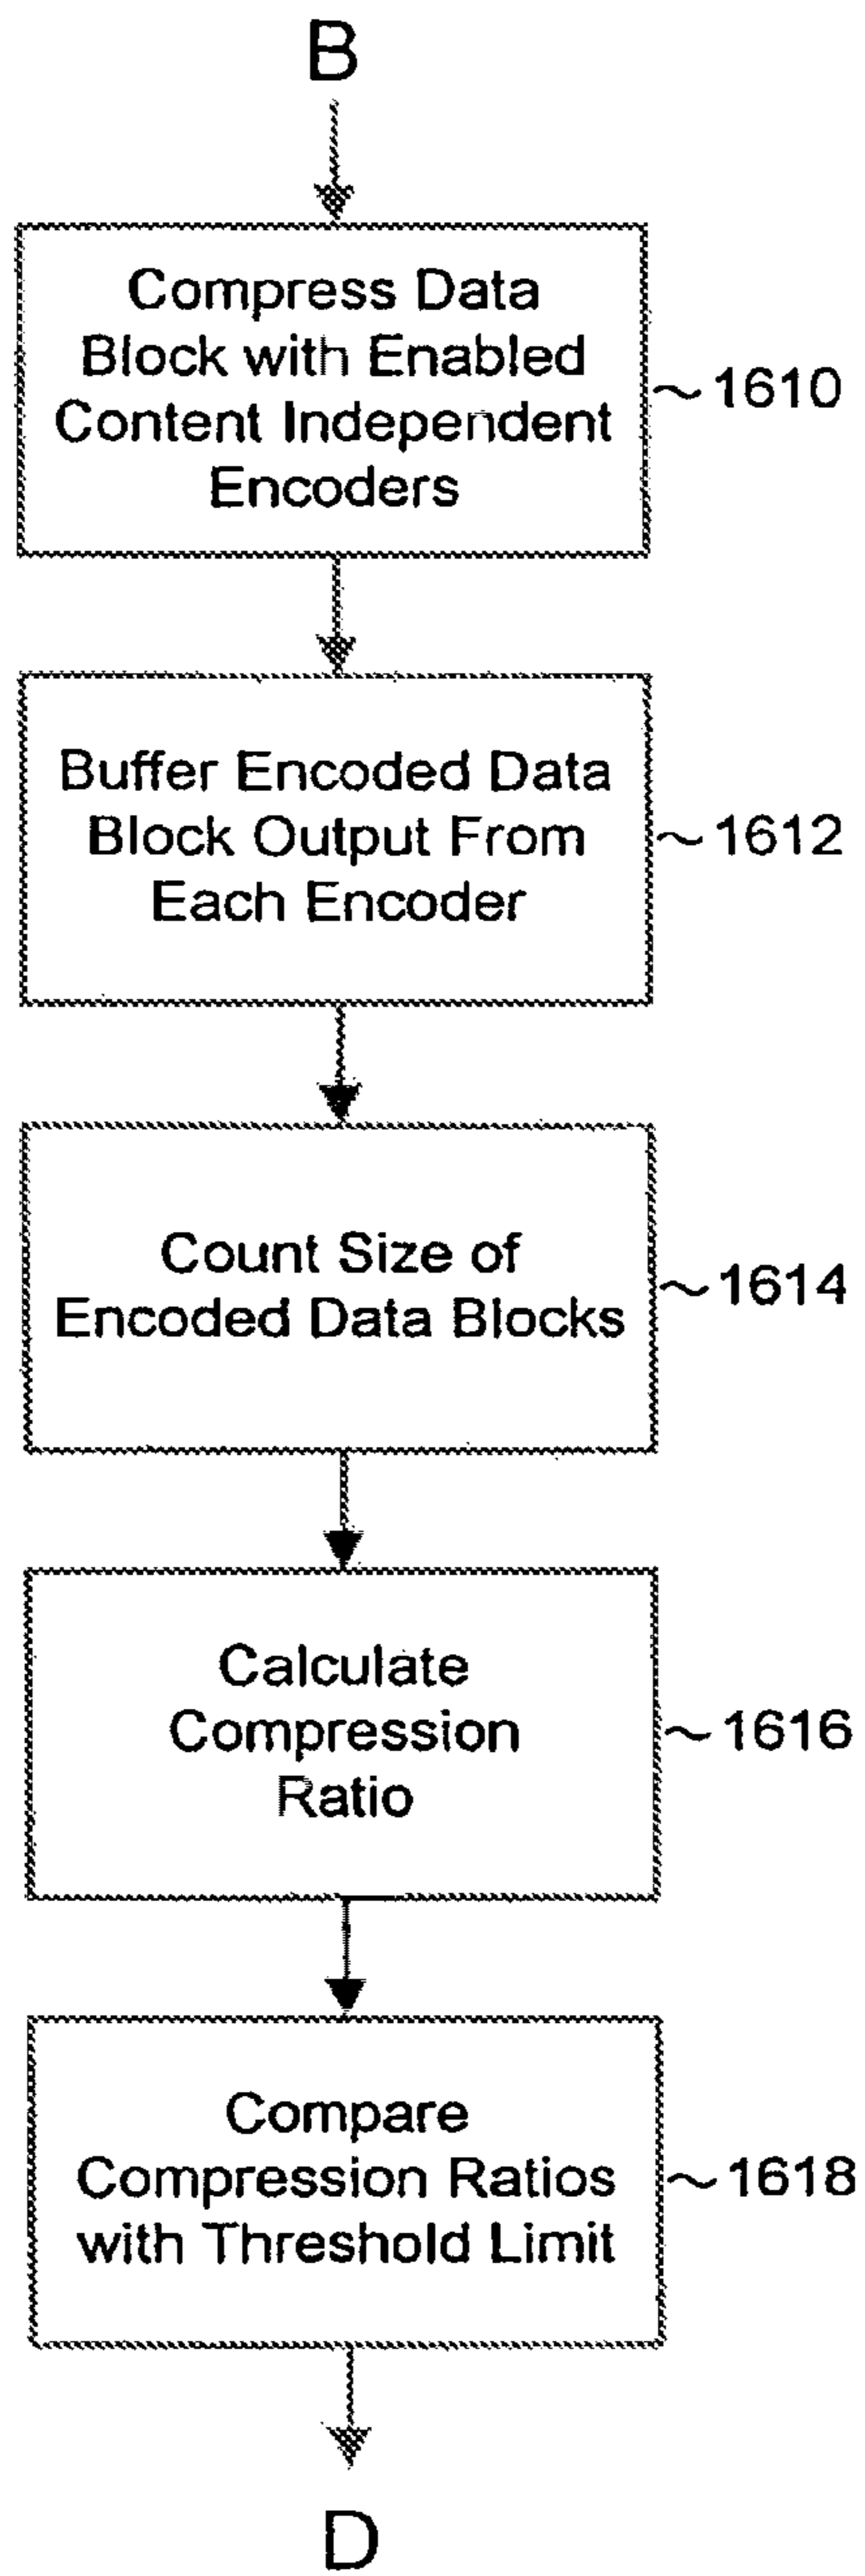 B
Compress Data
Block with Enabled
Content Independent
Encoders
~1610
Buffer Encoded Data
Block Output From
Each Encoder
~1612
Count Size of
Encoded Data Blocks
~1614
Calculate
Compression
Ratio
~1616
Compare
Compression Ratios
with Threshold Limit
~1618
D